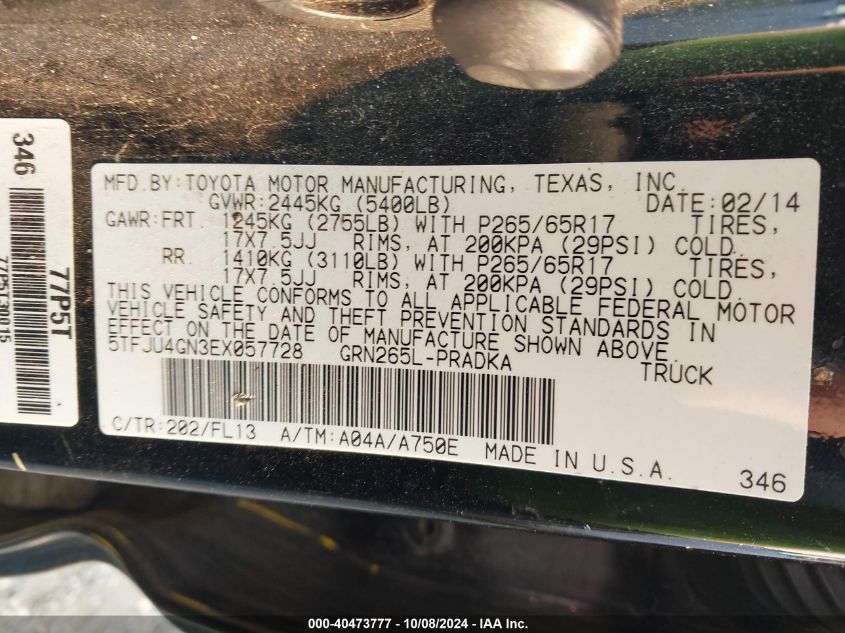 346
77P5T
77P5T3015
MFD.BY:TOYOTA MOTOR MANUFACTURING, TEXAS, INC.
GVWR:2445KG (5400LB) DATE:02/14
GAWR:FRT. 1245KG (2755LB) WITH P265/65R17 TIRES,
17X7.5JJ RIMS, AT 200KPA (29PSI) COLD.
RR. 1410KG (3110LB) WITH P265/65R17 TIRES,
17X7.5JJ RIMS, AT 200KPA (29PSI) COLD.
THIS VEHICLE CONFORMS TO ALL APPLICABLE FEDERAL MOTOR
VEHICLE SAFETY AND THEFT PREVENTION STANDARDS IN
EFFECT ON THE DATE OF MANUFACTURE SHOWN ABOVE.
5TFJU4GN3EX057728 GRN265L-PRADKA TRUCK
C/TR:202/FL13 A/TM:A04A/A750E MADE IN U.S.A.
346
000-40473777 - 10/08/2024 - IAA Inc.